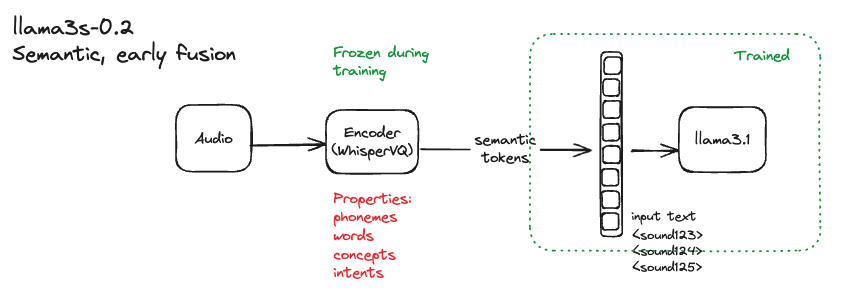 llama3s-0.2
Semantic, early fusion
Frozen during
training
Trained
Audio
Encoder
(WhisperVQ)
semantic
tokens
llama3.1
Properties:
phonemes
words
concepts
intents
input text
<sound123>
<sound124>
<sound125>